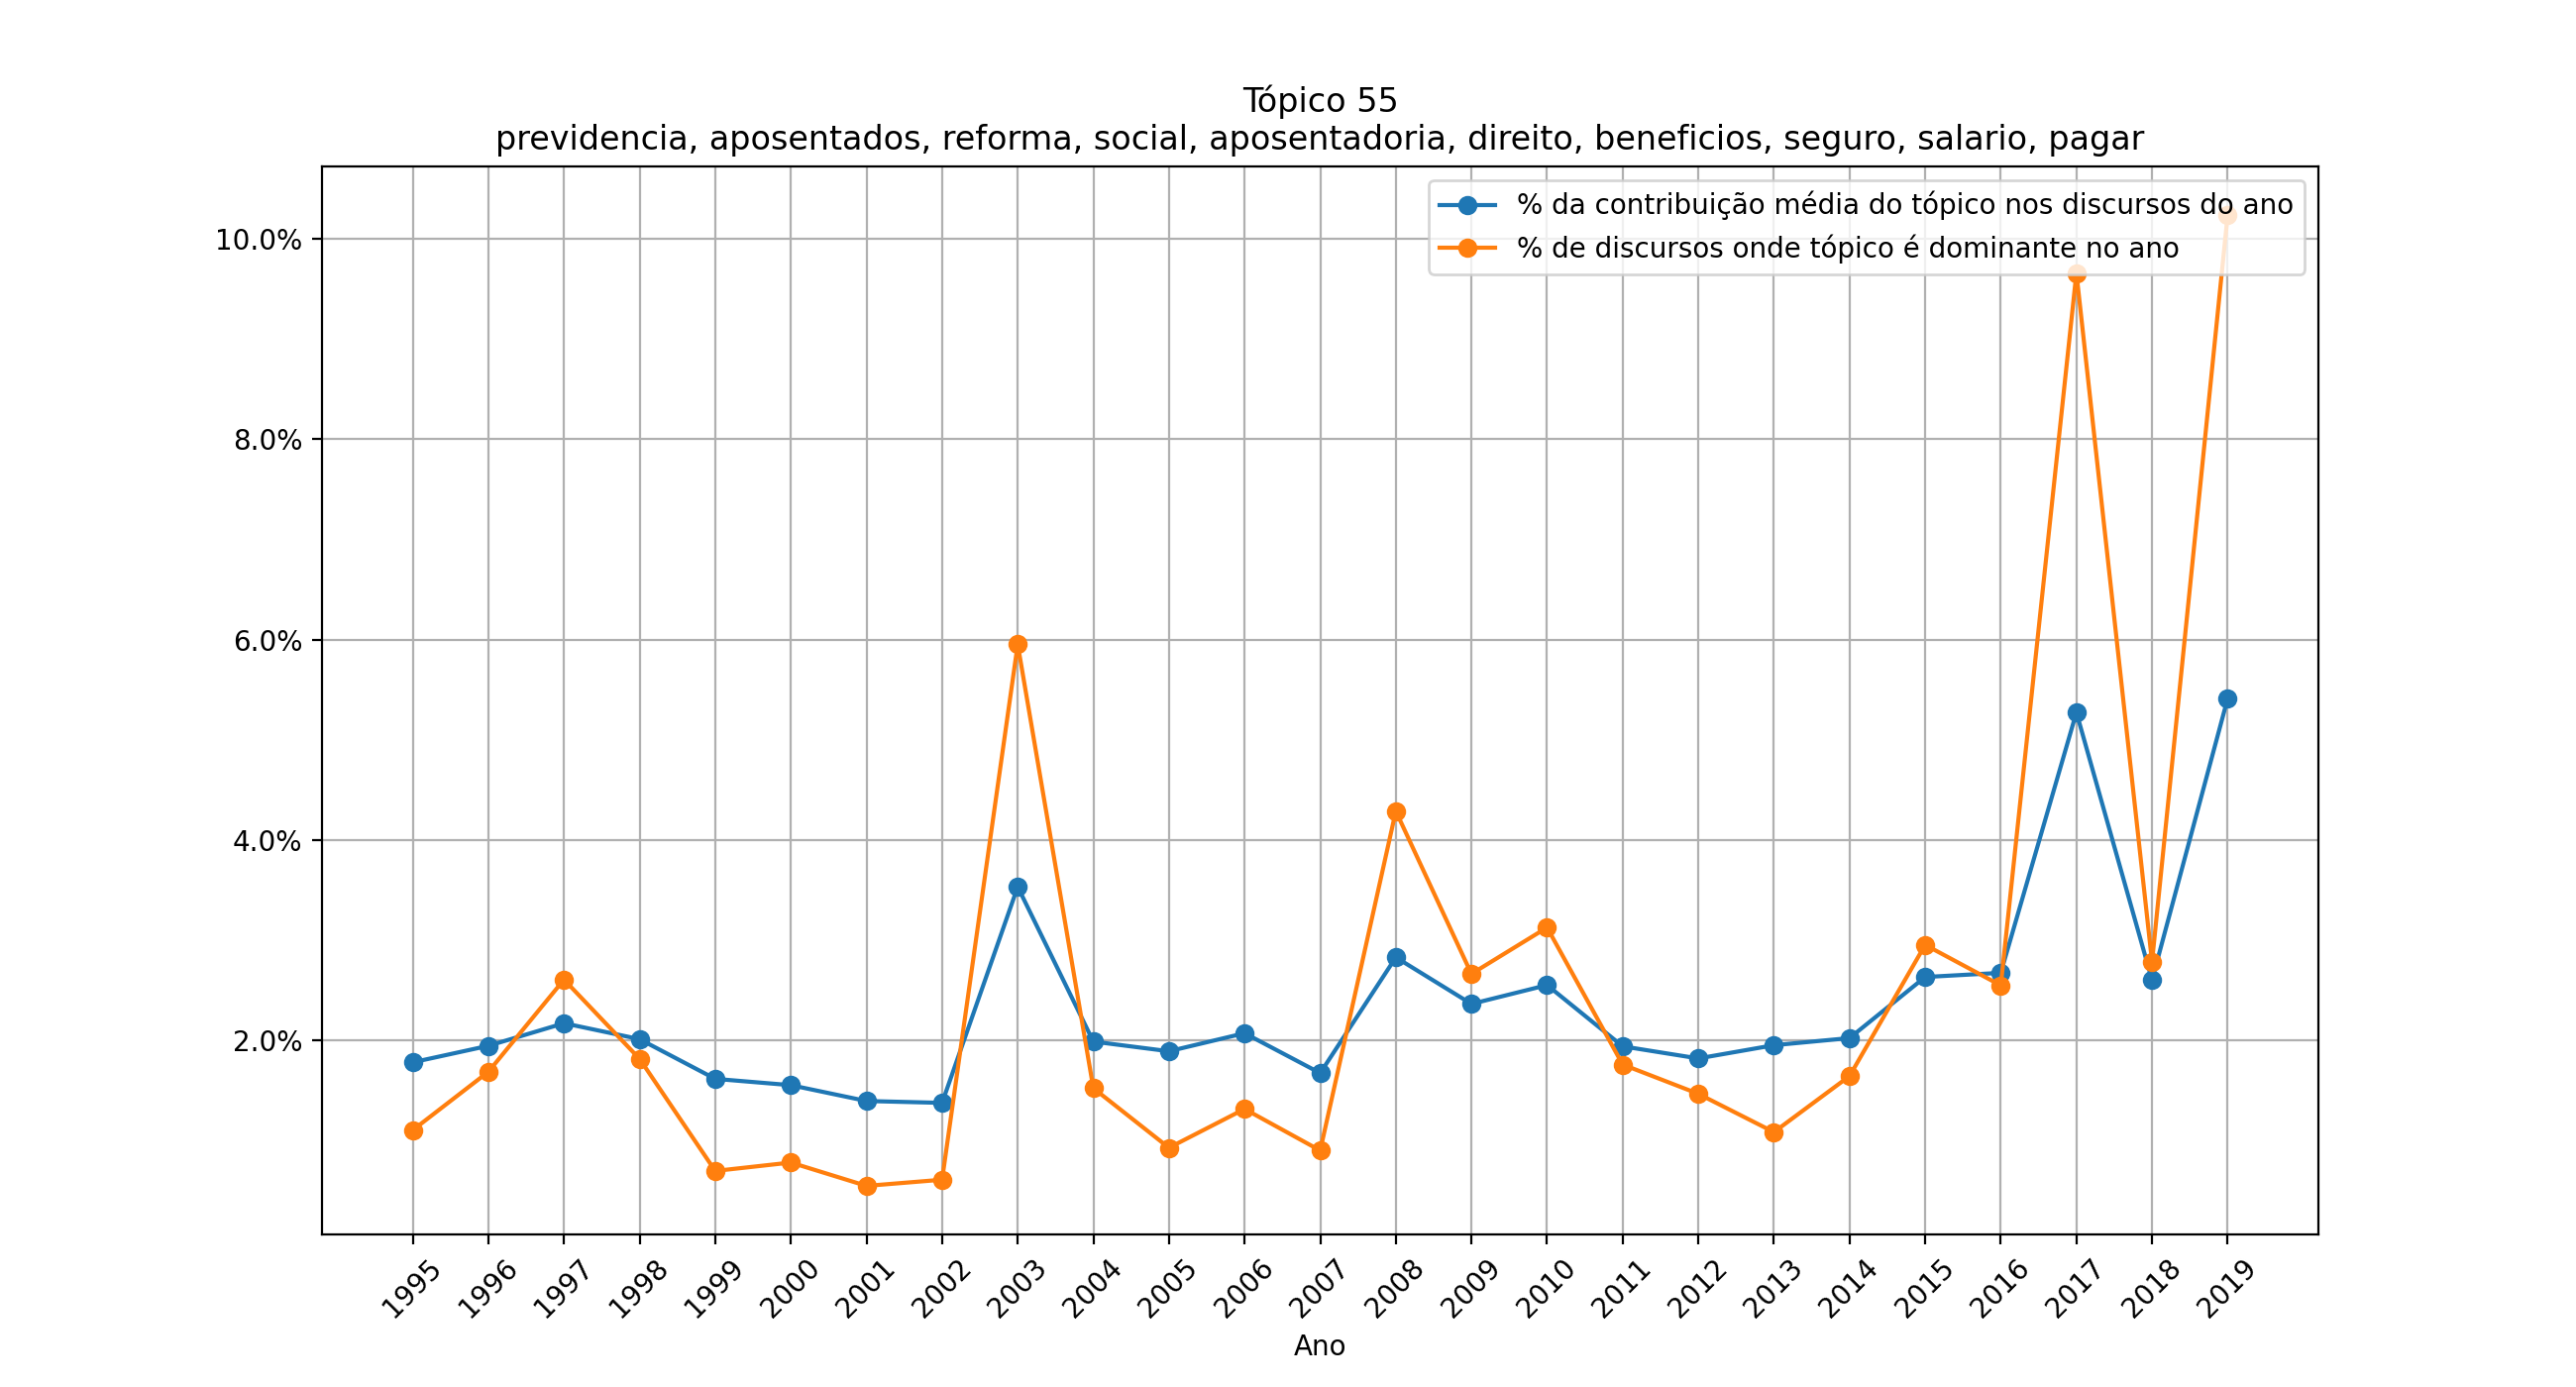 Tópico 55
previdencia, aposentados, reforma, social, aposentadoria, direito, beneficios, seguro, salario, pagar
% da contribuição média do tópico nos discursos do ano
% de discursos onde tópico é dominante no ano
10.0%
8.0%
6.0%
4.0%
2.0%
1995 1996 1997 1998 1999 2000 2001 2002 2003 2004 2005 2006 2007 2008 2009 2010 2011 2012 2013 2014 2015 2016 2017 2018 2019
Ano